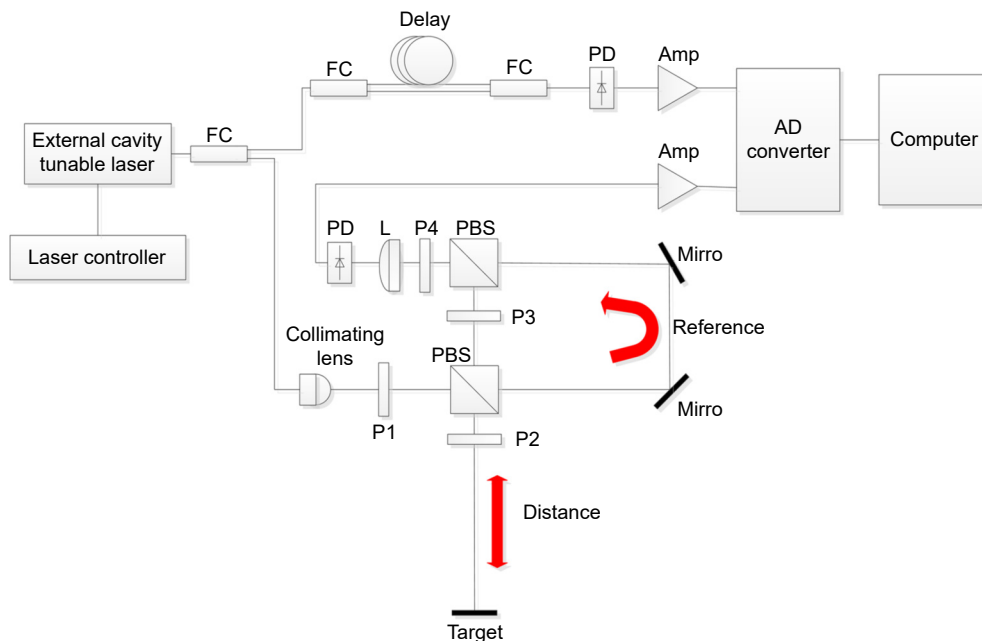 Delay
FC
FC
PD
Amp
FC
External cavity
tunable laser
AD
converter
Computer
Amp
Laser controller
PD
L
P4
PBS
Mirro
P3
Reference
Collimating
lens
PBS
Mirro
P1
P2
Distance
Target